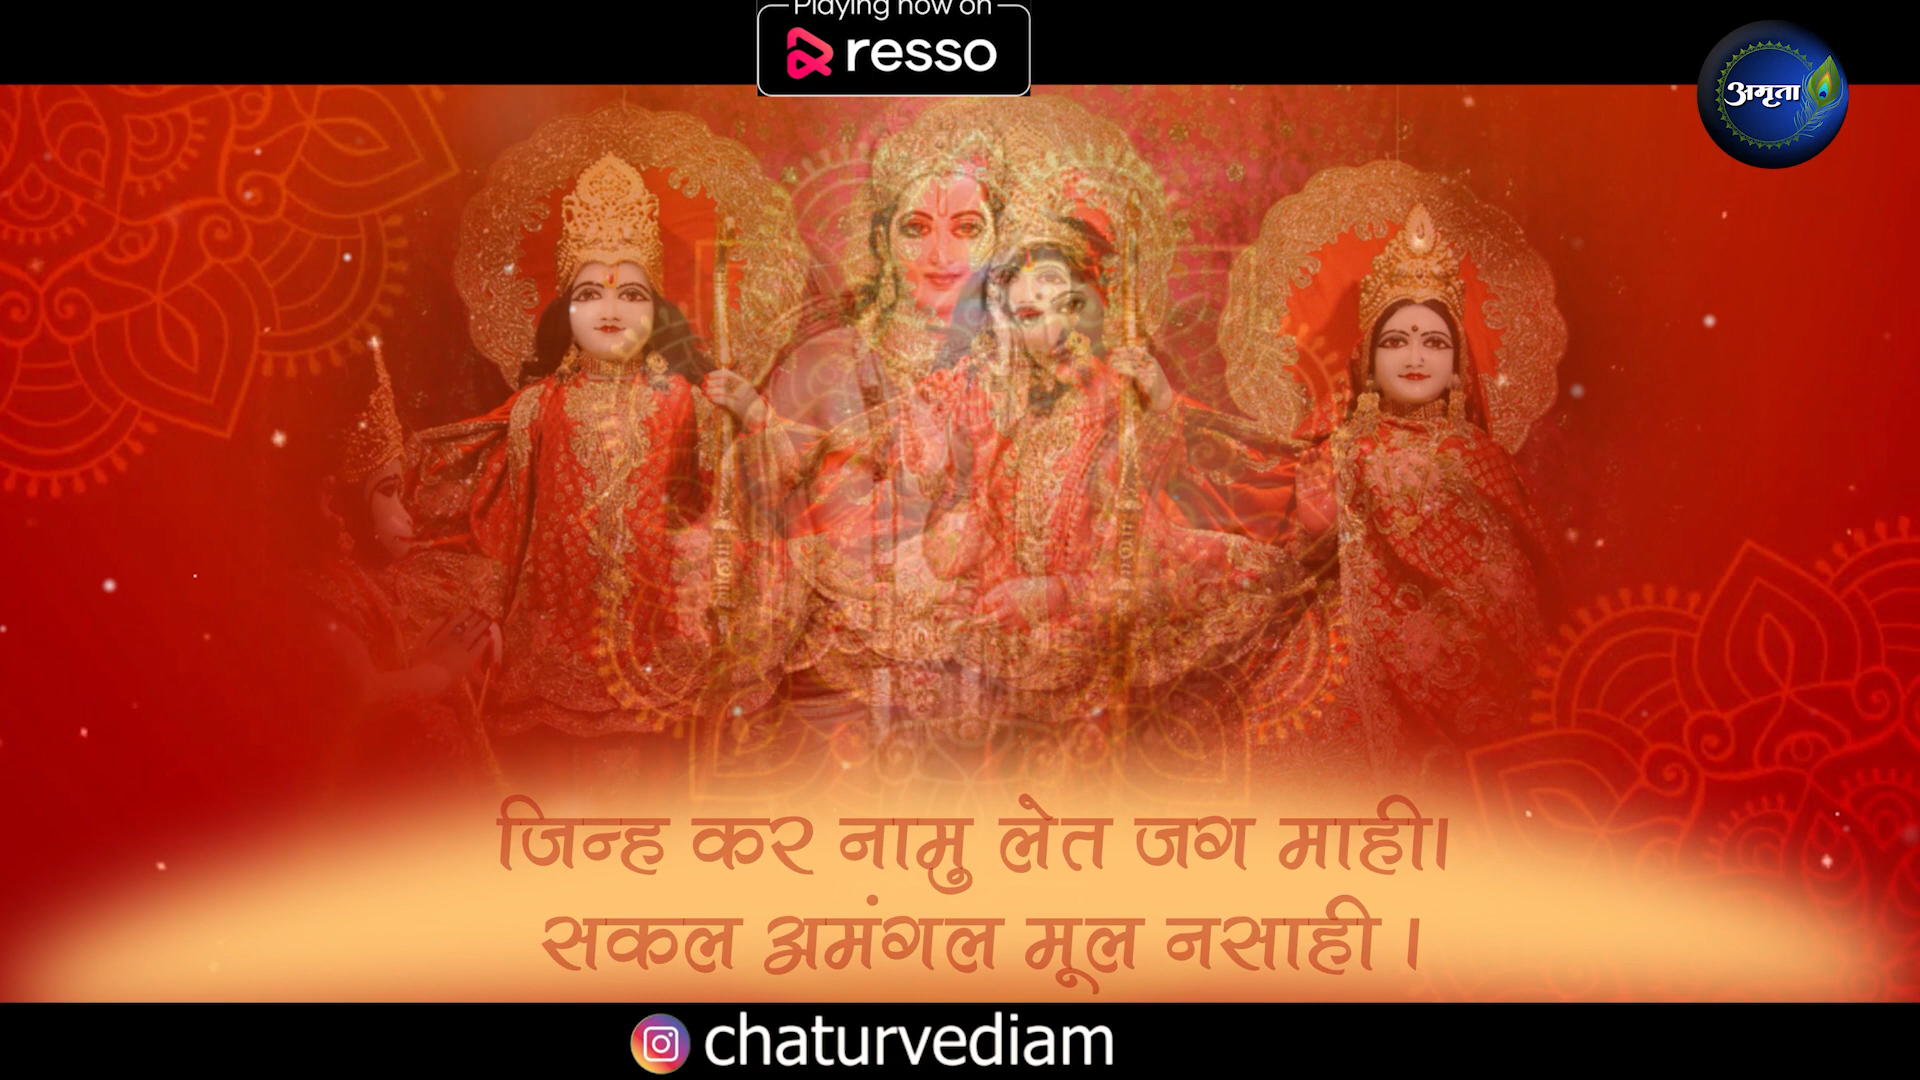 Playing now on
resso
अमृता
जिन्ह कर नामु लेत जग माही।
सकल अमंगल मूल नसाही ।
chaturvediam